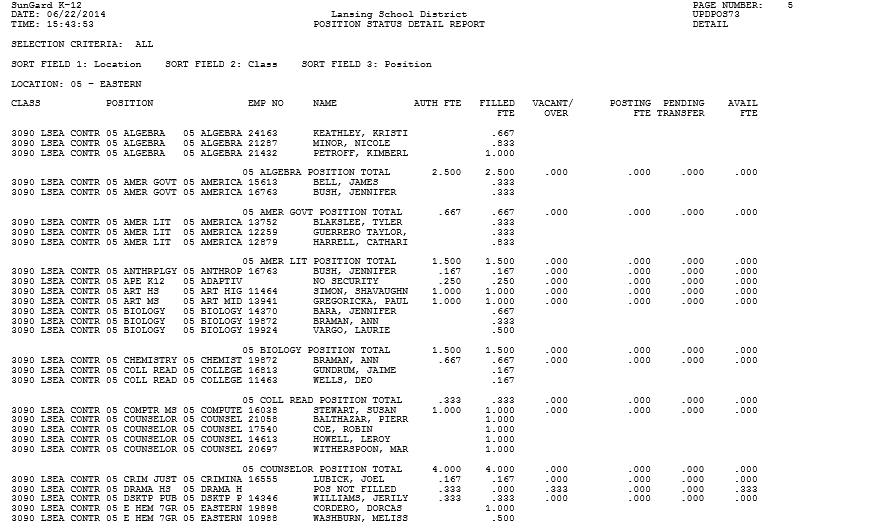 SunGard K-12 PAGE NUMBER: 5
DATE: 06/22/2014 Lansing School District UPDPOS73
TIME: 15:43:53 POSITION STATUS DETAIL REPORT DETAIL
SELECTION CRITERIA: ALL
SORT FIELD 1: Location SORT FIELD 2: Class SORT FIELD 3: Position
LOCATION: 05 - EASTERN
CLASS POSITION EMP NO NAME AUTH FTE FILLED VACANT/ POSTING PENDING AVAIL
FTE OVER FTE TRANSFER FTE
3090 LSEA CONTR 05 ALGEBRA 05 ALGEBRA 24163 KEATHLEY, KRISTI .667
3090 LSEA CONTR 05 ALGEBRA 05 ALGEBRA 21287 MINOR, NICOLE .833
3090 LSEA CONTR 05 ALGEBRA 05 ALGEBRA 21432 PETROFF, KIMBERL 1.000
05 ALGEBRA POSITION TOTAL 2.500 2.500 .000 .000 .000 .000
3090 LSEA CONTR 05 AMER GOVT 05 AMERICA 15613 BELL, JAMES .333
3090 LSEA CONTR 05 AMER GOVT 05 AMERICA 16763 BUSH, JENNIFER .333
05 AMER GOVT POSITION TOTAL .667 .667 .000 .000 .000 .000
3090 LSEA CONTR 05 AMER LIT 05 AMERICA 13752 BLAKSLEE, TYLER .333
3090 LSEA CONTR 05 AMER LIT 05 AMERICA 12259 GUERRERO TAYLOR, .333
3090 LSEA CONTR 05 AMER LIT 05 AMERICA 12879 HARRELL, CATHARI .833
05 AMER LIT POSITION TOTAL 1.500 1.500 .000 .000 .000 .000
3090 LSEA CONTR 05 ANTHRPLGY 05 ANTHROP 16763 BUSH, JENNIFER .167 .167 .000 .000 .000 .000
3090 LSEA CONTR 05 APE K12 05 ADAPTIV NO SECURITY .250 .250 .000 .000 .000 .000
3090 LSEA CONTR 05 ART HS 05 ART HIG 11464 SIMON, SHAVAUGHN 1.000 1.000 .000 .000 .000 .000
3090 LSEA CONTR 05 ART MS 05 ART MID 13941 GREGORICKA, PAUL 1.000 1.000 .000 .000 .000 .000
3090 LSEA CONTR 05 BIOLOGY 05 BIOLOGY 14370 BARA, JENNIFER .667
3090 LSEA CONTR 05 BIOLOGY 05 BIOLOGY 19872 BRAMAN, ANN .333
3090 LSEA CONTR 05 BIOLOGY 05 BIOLOGY 19924 VARGO, LAURIE .500
05 BIOLOGY POSITION TOTAL 1.500 1.500 .000 .000 .000 .000
3090 LSEA CONTR 05 CHEMISTRY 05 CHEMIST 19872 BRAMAN, ANN .667 .667 .000 .000 .000 .000
3090 LSEA CONTR 05 COLL READ 05 COLLEGE 16813 GUNDRUM, JAIME .167
3090 LSEA CONTR 05 COLL READ 05 COLLEGE 11463 WELLS, DEO .167
05 COLL READ POSITION TOTAL .333 .333 .000 .000 .000 .000
3090 LSEA CONTR 05 COMPTR MS 05 COMPUTE 16038 STEWART, SUSAN 1.000 1.000 .000 .000 .000 .000
3090 LSEA CONTR 05 COUNSELOR 05 COUNSEL 21058 BALTHAZAR, PIERR 1.000
3090 LSEA CONTR 05 COUNSELOR 05 COUNSEL 17540 COE, ROBIN 1.000
3090 LSEA CONTR 05 COUNSELOR 05 COUNSEL 14613 HOWELL, LEROY 1.000
3090 LSEA CONTR 05 COUNSELOR 05 COUNSEL 20697 WITHERSPOON, MAR 1.000
05 COUNSELOR POSITION TOTAL 4.000 4.000 .000 .000 .000 .000
3090 LSEA CONTR 05 CRIM JUST 05 CRIMINA 16555 LUBICK, JOEL .167 .167 .000 .000 .000 .000
3090 LSEA CONTR 05 DRAMA HS 05 DRAMA H POS NOT FILLED .333 .000 .333 .000 .000 .333
3090 LSEA CONTR 05 DSKTP PUB 05 DSKTP P 14346 WILLIAMS, JERILY .333 .333 .000 .000 .000 .000
3090 LSEA CONTR 05 E HEM 7GR 05 EASTERN 19898 CORDERO, DORCAS 1.000
3090 LSEA CONTR 05 E HEM 7GR 05 EASTERN 10988 WASHBURN, MELISS .500